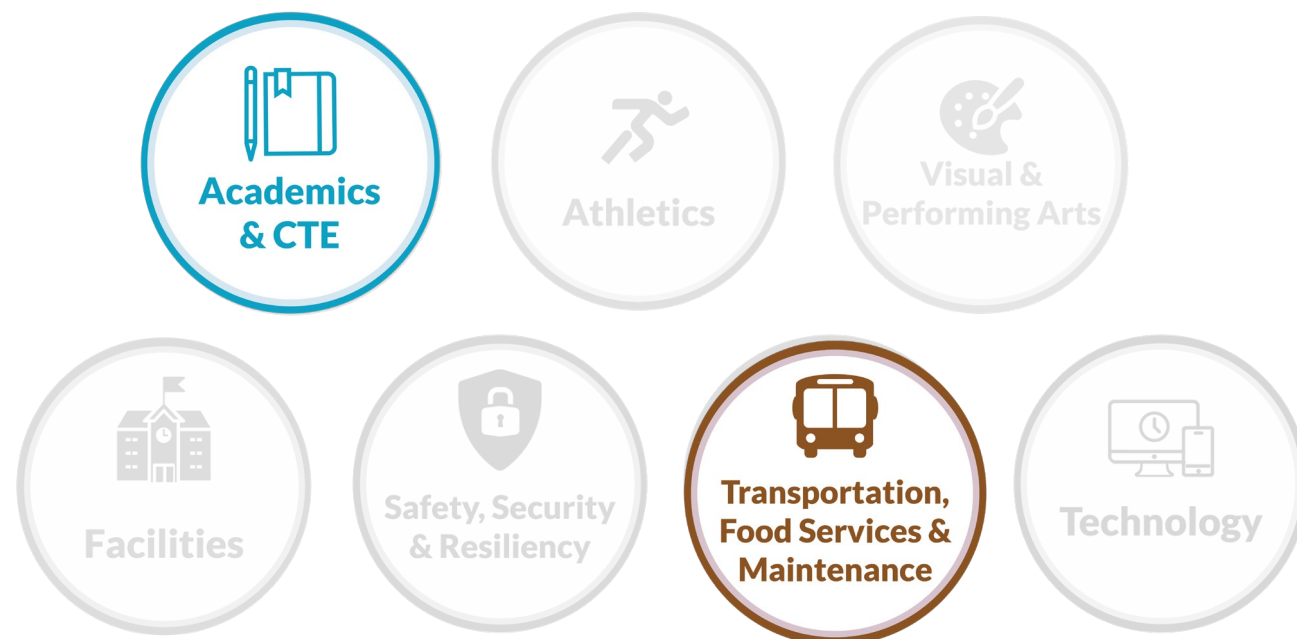 Academics
& CTE
Athletics
Visual &
Performing Arts
Facilities
Safety, Security
& Resiliency
Transportation,
Food Services &
Maintenance
Technology